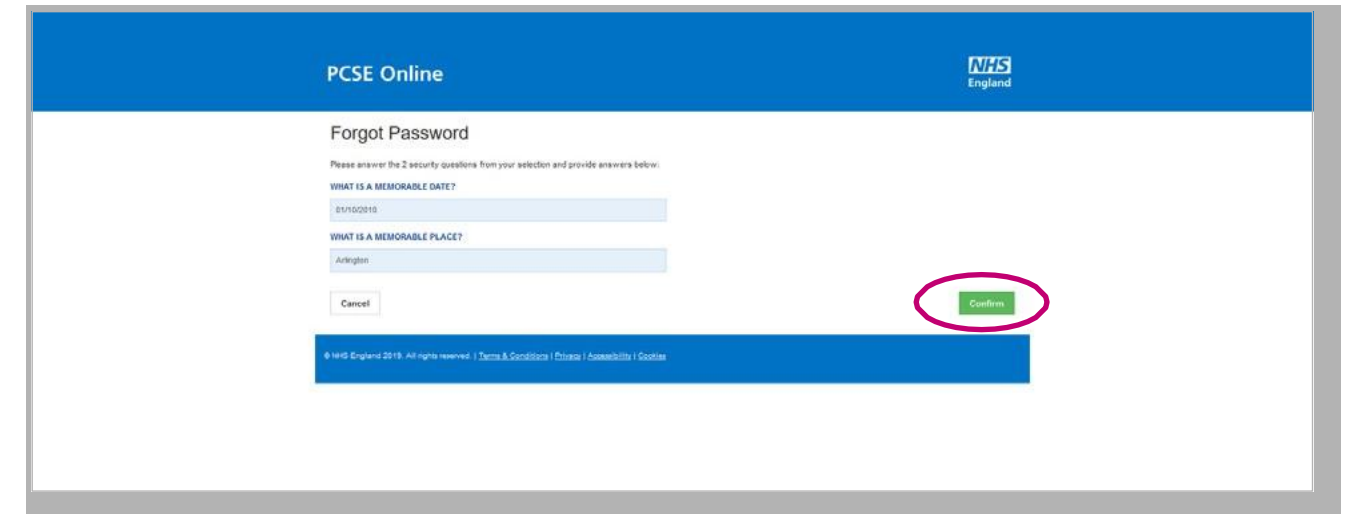 PCSE Online
NHS
England
Forgot Password
Please answer the 2 security questions from your selection and provide answers below:
WHAT IS A MEMORABLE DATE?
01/10/2010
WHAT IS A MEMORABLE PLACE?
Arlington
Cancel
Confirm
© NHS England 2019. All rights reserved. | Terms & Conditions | Privacy | Accessibility | Cookies